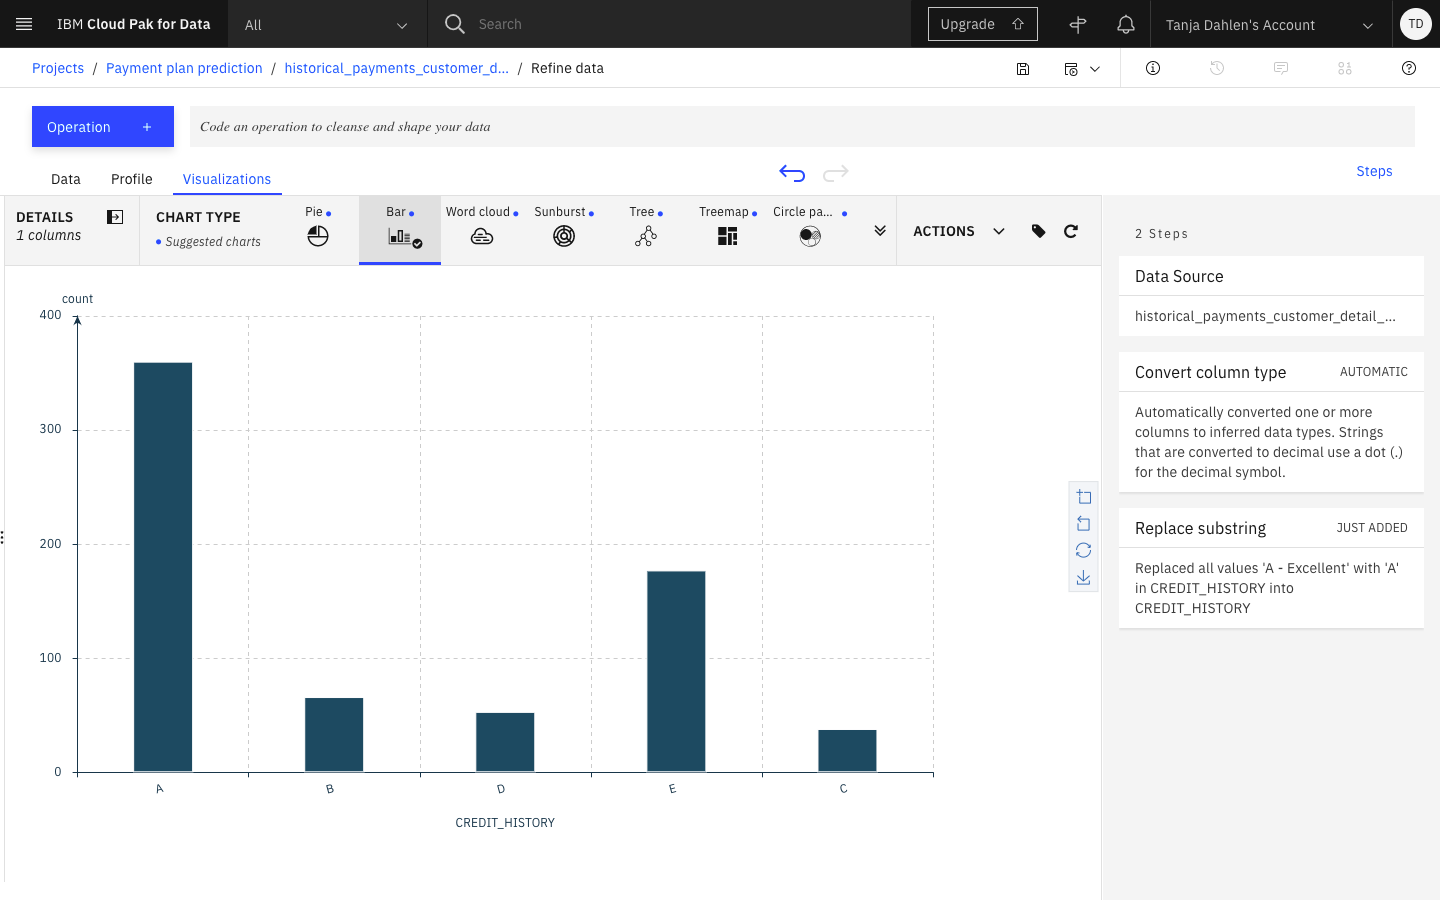 IBM Cloud Pak for Data
All
Search
Upgrade
Tanja Dahlen's Account
TD
Projects / Payment plan prediction / historical_payments_customer_d... / Refine data
Operation +
Code an operation to cleanse and shape your data
Data
Profile
Visualizations
Steps
DETAILS
1 columns
CHART TYPE
Suggested charts
Pie
Bar
Word cloud
Sunburst
Tree
Treemap
Circle pa...
ACTIONS
count
400
300
200
100
0
A
B
D
E
C
CREDIT_HISTORY
2 Steps
Data Source
historical_payments_customer_detail_...
Convert column type AUTOMATIC
Automatically converted one or more
columns to inferred data types. Strings
that are converted to decimal use a dot (.)
for the decimal symbol.
Replace substring JUST ADDED
Replaced all values 'A - Excellent' with 'A'
in CREDIT_HISTORY into
CREDIT_HISTORY